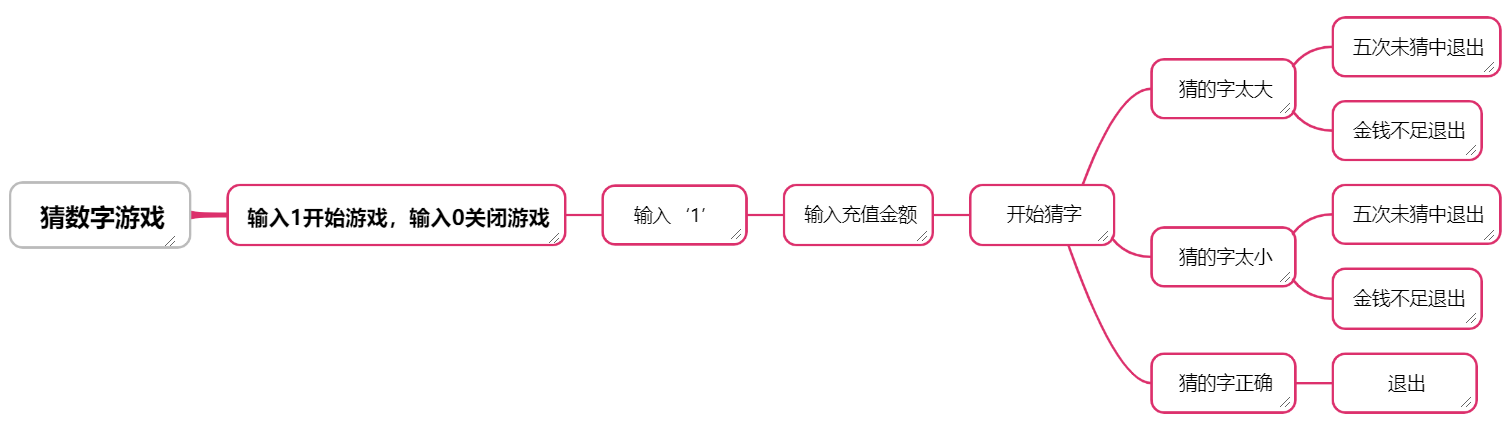 猜数字游戏
输入1开始游戏，输入0关闭游戏
输入‘1’
输入充值金额
开始猜字
猜的字太大
五次未猜中退出
金钱不足退出
猜的字太小
五次未猜中退出
金钱不足退出
猜的字正确
退出